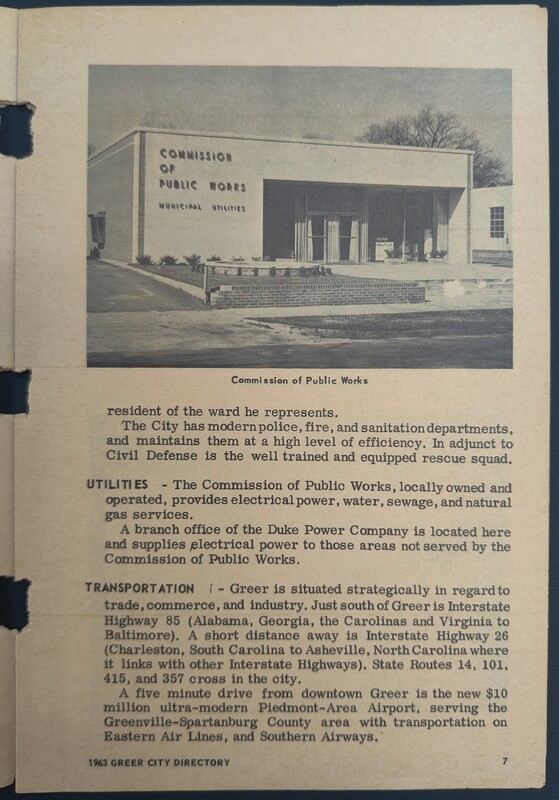 COMMISSION
OF
PUBLIC WORKS
MUNICIPAL UTILITIES
Commission of Public Works
resident of the ward he represents.
The City has modern police, fire, and sanitation departments,
and maintains them at a high level of efficiency. In adjunct to
Civil Defense is the well trained and equipped rescue squad.
UTILITIES - The Commission of Public Works, locally owned and
operated, provides electrical power, water, sewage, and natural
gas services.
A branch office of the Duke Power Company is located here
and supplies electrical power to those areas not served by the
Commission of Public Works.
TRANSPORTATION - Greer is situated strategically in regard to
trade, commerce, and industry. Just south of Greer is Interstate
Highway 85 (Alabama, Georgia, the Carolinas and Virginia to
Baltimore). A short distance away is Interstate Highway 26
(Charleston, South Carolina to Asheville, North Carolina where
it links with other Interstate Highways). State Routes 14, 101,
415, and 357 cross in the city.
A five minute drive from downtown Greer is the new $10
million ultra-modern Piedmont-Area Airport, serving the
Greenville-Spartanburg County area with transportation on
Eastern Air Lines, and Southern Airways.
1963 GREER CITY DIRECTORY 7